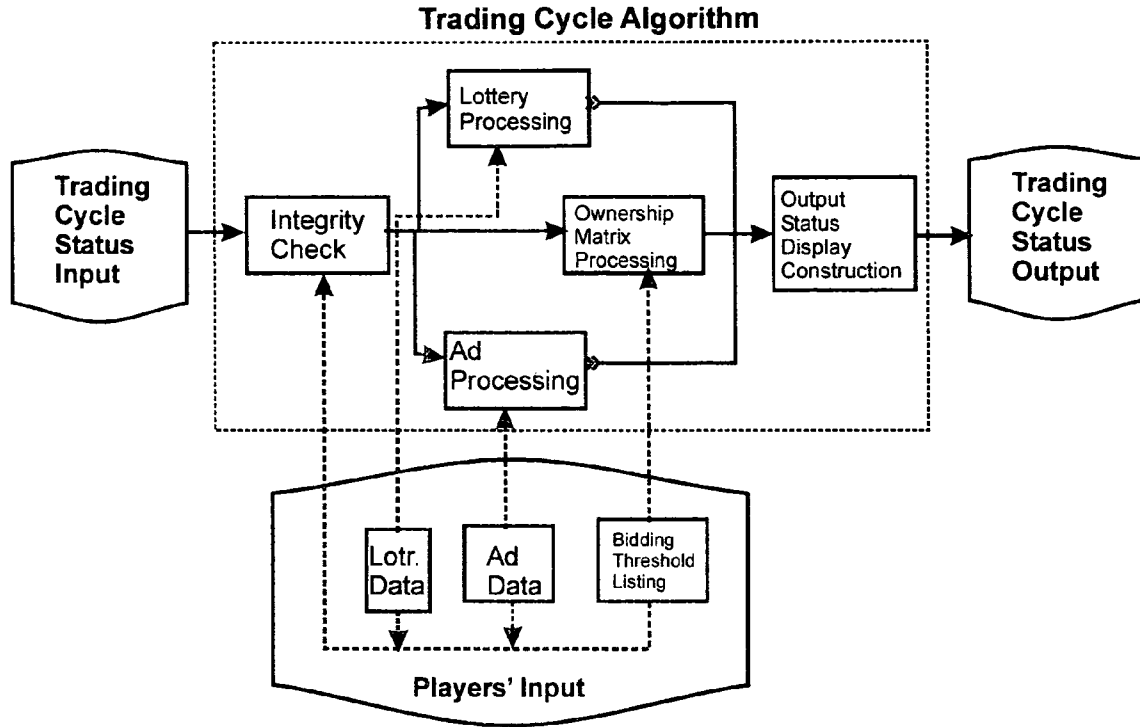 Trading Cycle Algorithm
Lottery
Processing
Trading
Cycle
Status
Input
Integrity
Check
Ownership
Matrix
Processing
Output
Status
Display
Construction
Trading
Cycle
Status
Output
Ad
Processing
Lotr.
Data
Ad
Data
Bidding
Threshold
Listing
Players' Input